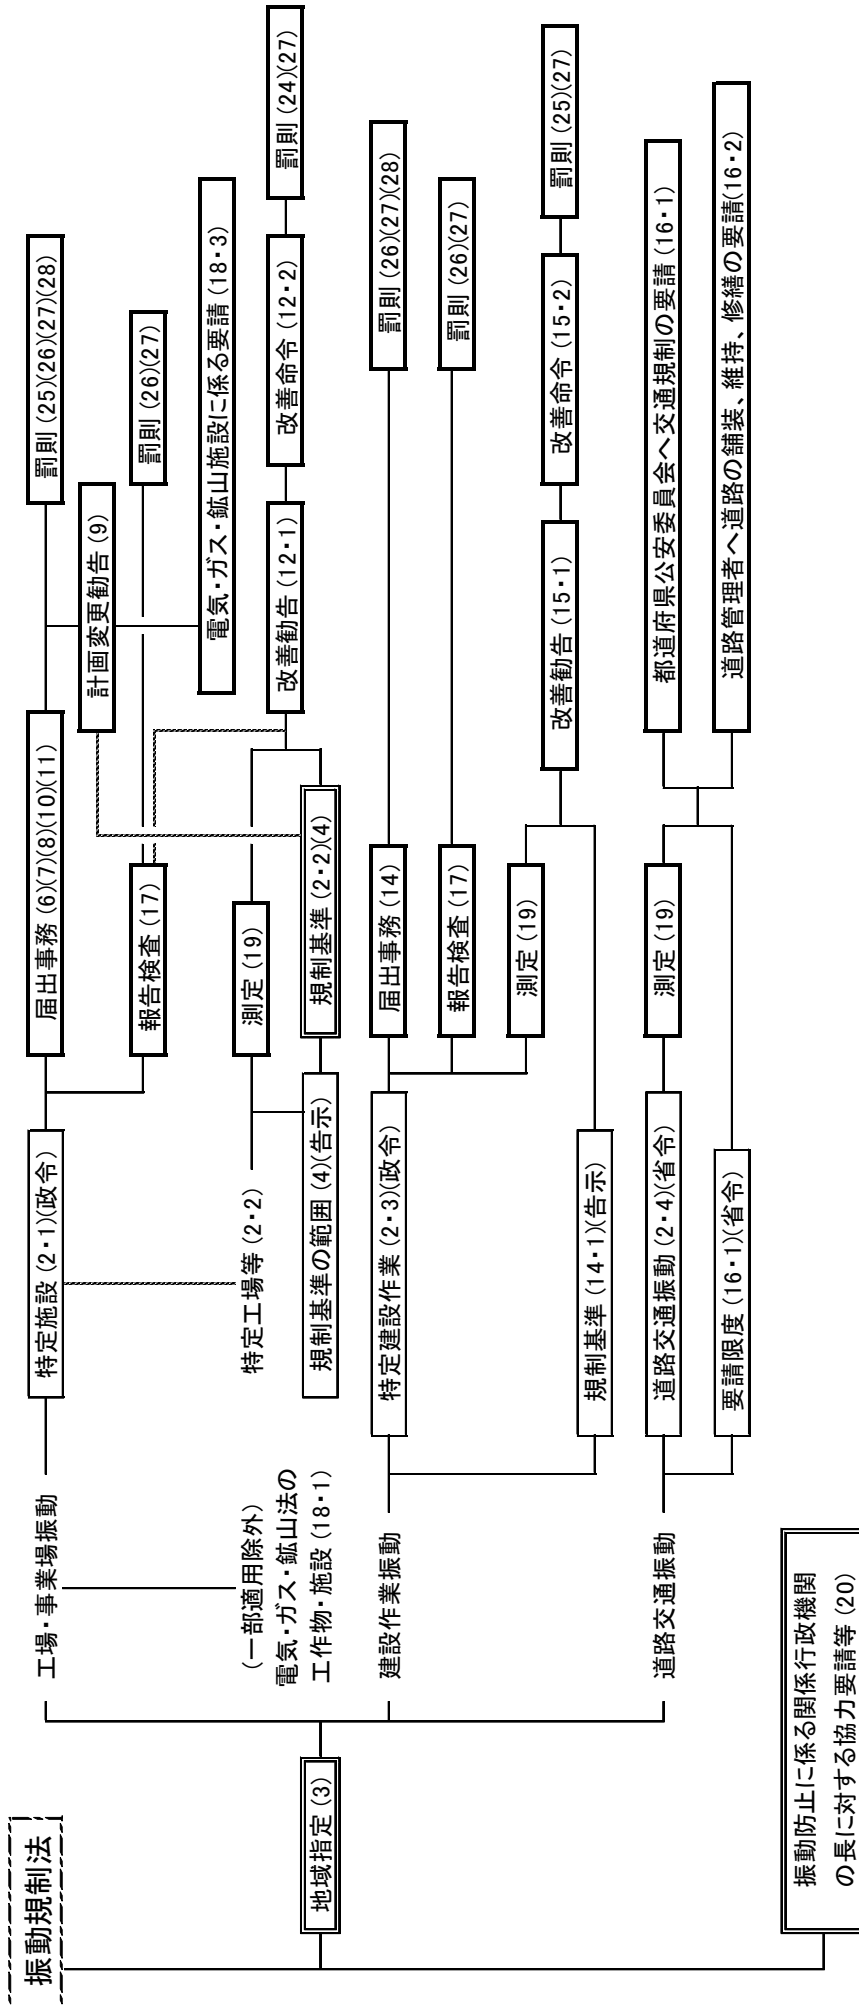 振動規制法
地域指定 (3)
振動防止に係る関係行政機関
の長に対する協力要請等 (20)
工場・事業場振動
(一部適用除外)
電気・ガス・鉱山法の
工作物・施設 (18・1)
特定施設 (2・1)(政令)
特定工場等 (2・2)
規制基準の範囲 (4)(告示)
届出事務 (6)(7)(8)(10)(11)
報告検査 (17)
測定 (19)
規制基準 (2・2)(4)
罰則 (25)(26)(27)(28)
計画変更勧告 (9)
罰則 (26)(27)
電気・ガス・鉱山施設に係る要請 (18・3)
改善勧告 (12・1)
改善命令 (12・2)
罰則 (24)(27)
建設作業振動
特定建設作業 (2・3)(政令)
規制基準 (14・1)(告示)
届出事務 (14)
報告検査 (17)
測定 (19)
罰則 (26)(27)(28)
罰則 (26)(27)
改善勧告 (15・1)
改善命令 (15・2)
罰則 (25)(27)
道路交通振動
道路交通振動 (2・4)(省令)
要請限度 (16・1)(省令)
測定 (19)
都道府県公安委員会へ交通規制の要請 (16・1)
道路管理者へ道路の舗装、維持、修繕の要請(16・2)